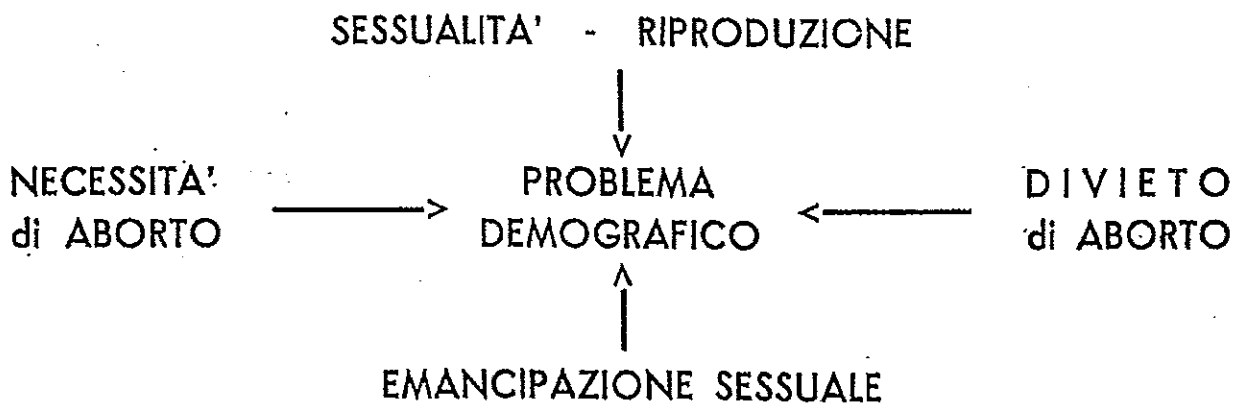 SESSUALITA' - RIPRODUZIONE
NECESSITA' di ABORTO
PROBLEMA DEMOGRAFICO
DIVIETO di ABORTO
EMANCIPAZIONE SESSUALE